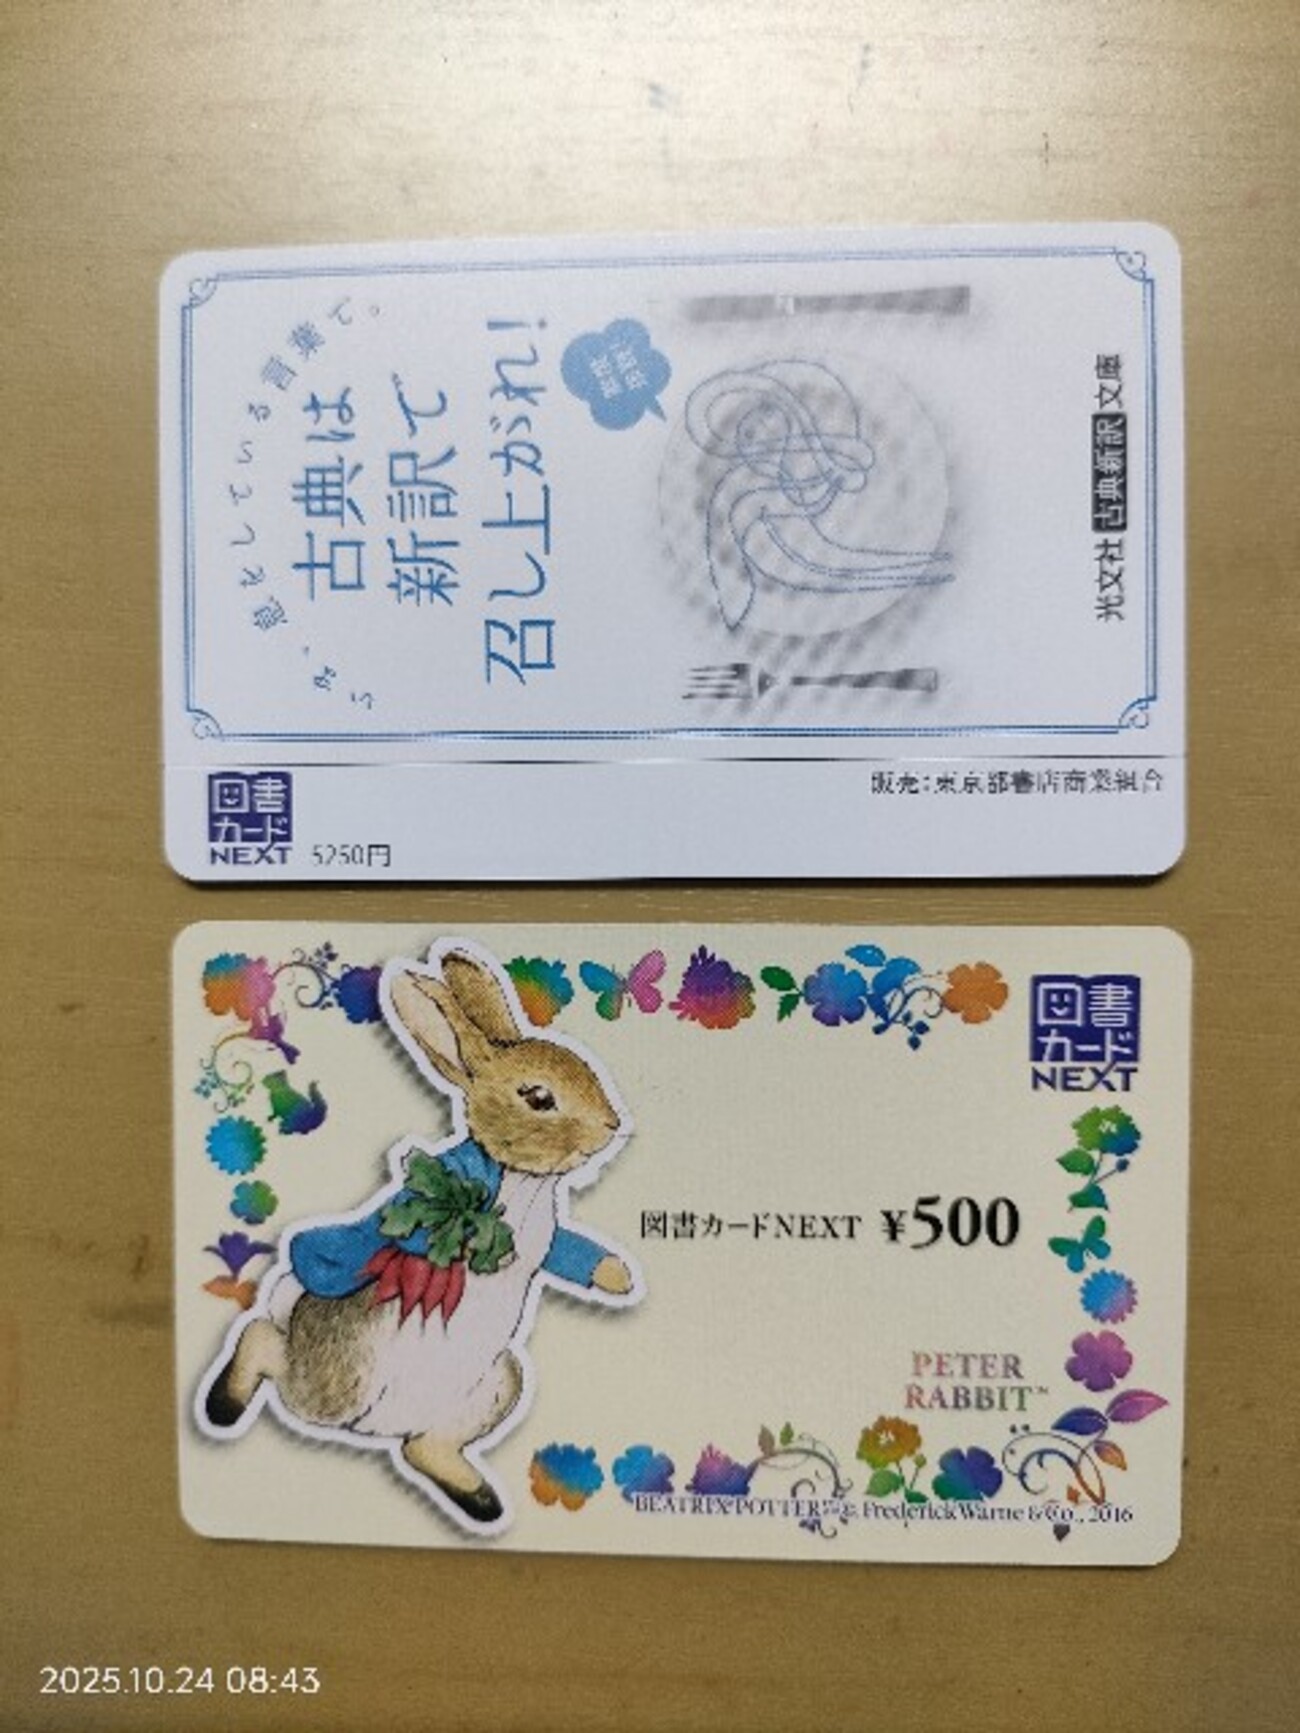 いま、息をしている言葉で。
古典は
新訳で
召し上がれ!
光文社 古典新訳 文庫
販売:東京都書店商業組合
図書
カード
NEXT
5250円
図書
カード
NEXT
図書カードNEXT ¥500
PETER
RABBIT™
BEATRIX POTTER™ © Frederick Warne & Co., 2016
2025.10.24 08:43